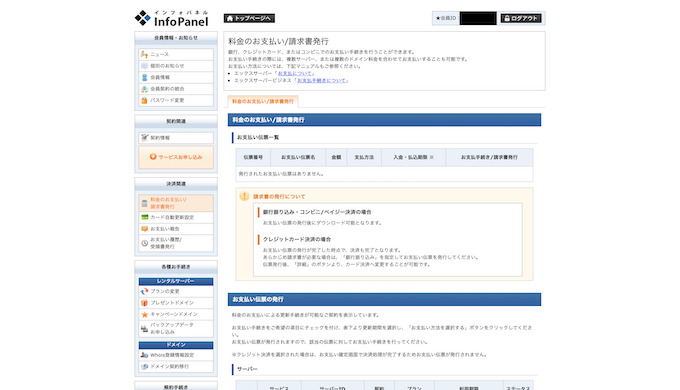 インフォパネル
InfoPanel
トップページへ
★会員ID
ログアウト
会員情報・お知らせ
ニュース
個別のお知らせ
会員情報
会員契約の統合
パスワード変更
契約関連
契約情報
サービスお申し込み
決済関連
料金のお支払い/
請求書発行
カード自動更新設定
お支払い報告
お支払い履歴/
受領書発行
各種お手続き
レンタルサーバー
プランの変更
プレゼントドメイン
キャンペーンドメイン
バックアップデータ
お申し込み
ドメイン
Whois登録情報設定
ドメイン契約移行
解約手続き
料金のお支払い/請求書発行
銀行、クレジットカード、またはコンビニでのお支払い手続きを行うことができます。
お支払い手続きの際には、複数サーバー、または複数のドメイン料金を合わせてお支払いすることも可能です。
お支払い方法については、下記マニュアルもご参照ください。
エックスサーバー「お支払について」
エックスサーバービジネス「お支払手続きについて」
料金のお支払い/請求書発行
料金のお支払い/請求書発行
お支払い伝票一覧
伝票番号 お支払い伝票名 金額 支払方法 入金・払込期限 ※ お支払手続き/請求書発行
発行されたお支払い伝票はありません。
請求書の発行について
銀行振り込み・コンビニ/ペイジー決済の場合
お支払い伝票の発行後にダウンロード可能となります。
クレジットカード決済の場合
お支払い伝票の発行が完了した時点で、決済も完了となります。
あらかじめ請求書が必要な場合は、「銀行振り込み」を指定してお支払い伝票を発行してください。
伝票発行後、「詳細」のボタンより、カード決済へ変更することが可能です。
お支払い伝票の発行
料金のお支払による更新手続きが可能なご契約を表示しています。
お支払い手続きをご希望の項目にチェックを付け、表下より更新期間を選択し、「お支払い方法を選択する」ボタンをクリックしてください。
お支払い伝票が発行されますので、該当の伝票に対してお支払い手続きを行ってください。
※クレジット決済を選択された場合は、お支払い確定画面で決済処理が完了するためお支払い伝票が発行されません。
サーバー
サービス サーバーID 契約 プラン 利用期限 ステータス